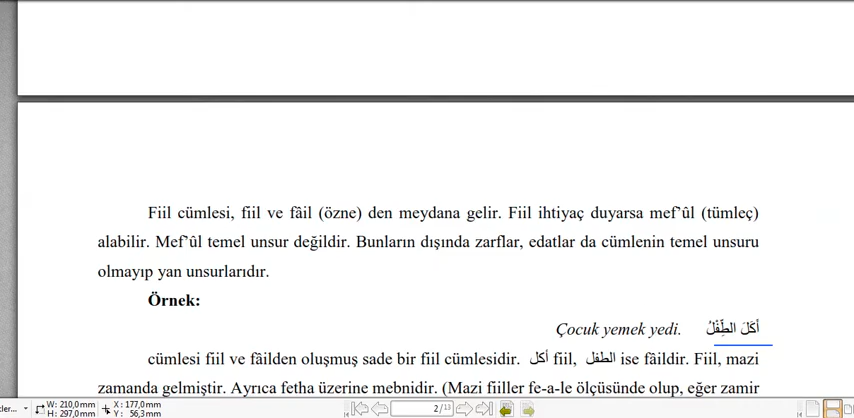 Fiil cümlesi, fiil ve fâil (özne) den meydana gelir. Fiil ihtiyaç duyarsa mef’ûl (tümleç)
alabilir. Mef’ûl temel unsur değildir. Bunların dışında zarflar, edatlar da cümlenin temel unsuru
olmayıp yan unsurlarıdır.
Örnek:
Çocuk yemek yedi. أَكَلَ الطِّفْلُ
cümlesi fiil ve fâilden oluşmuş sade bir fiil cümlesidir. أكل fiil, الطفل ise fâildir. Fiil, mazi
zamanda gelmiştir. Ayrıca fetha üzerine mebnidir. (Mazi fiiller fe-a-le ölçüsünde olup, eğer zamir
tler... W: 210,0mm X: 177,0mm 2 /13
H: 297,0mm Y: 56,3mm